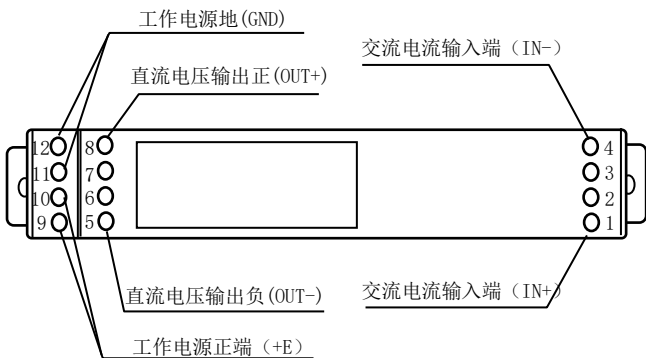 工作电源地(GND)
交流电流输入端（IN-）
直流电压输出正(OUT+)
12 8 4
11 7 3
10 6 2
9 5 1
直流电压输出负(OUT-)
交流电流输入端（IN+）
工作电源正端（+E）